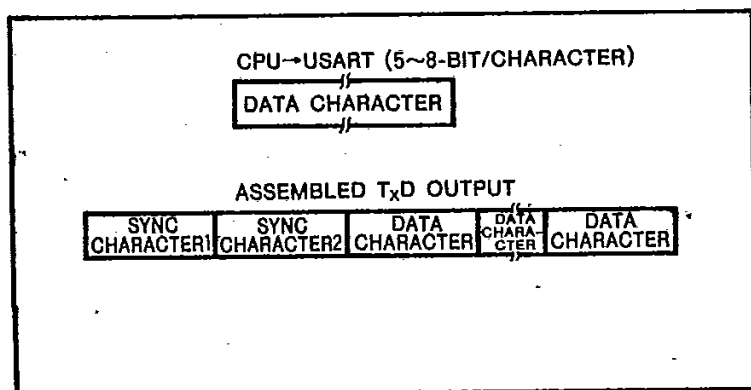 CPU→USART (5~8-BIT/CHARACTER)
DATA CHARACTER
ASSEMBLED TxD OUTPUT
SYNC CHARACTER1
SYNC CHARACTER2
DATA CHARACTER
DATA CHARA-CTER
DATA CHARACTER